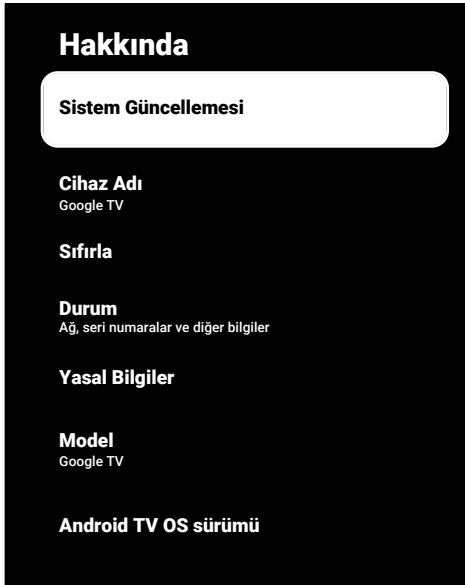 Hakkında
Sistem Güncellemesi
Cihaz Adı
Google TV
Sıfırla
Durum
Ağ, seri numaralar ve diğer bilgiler
Yasal Bilgiler
Model
Google TV
Android TV OS sürümü